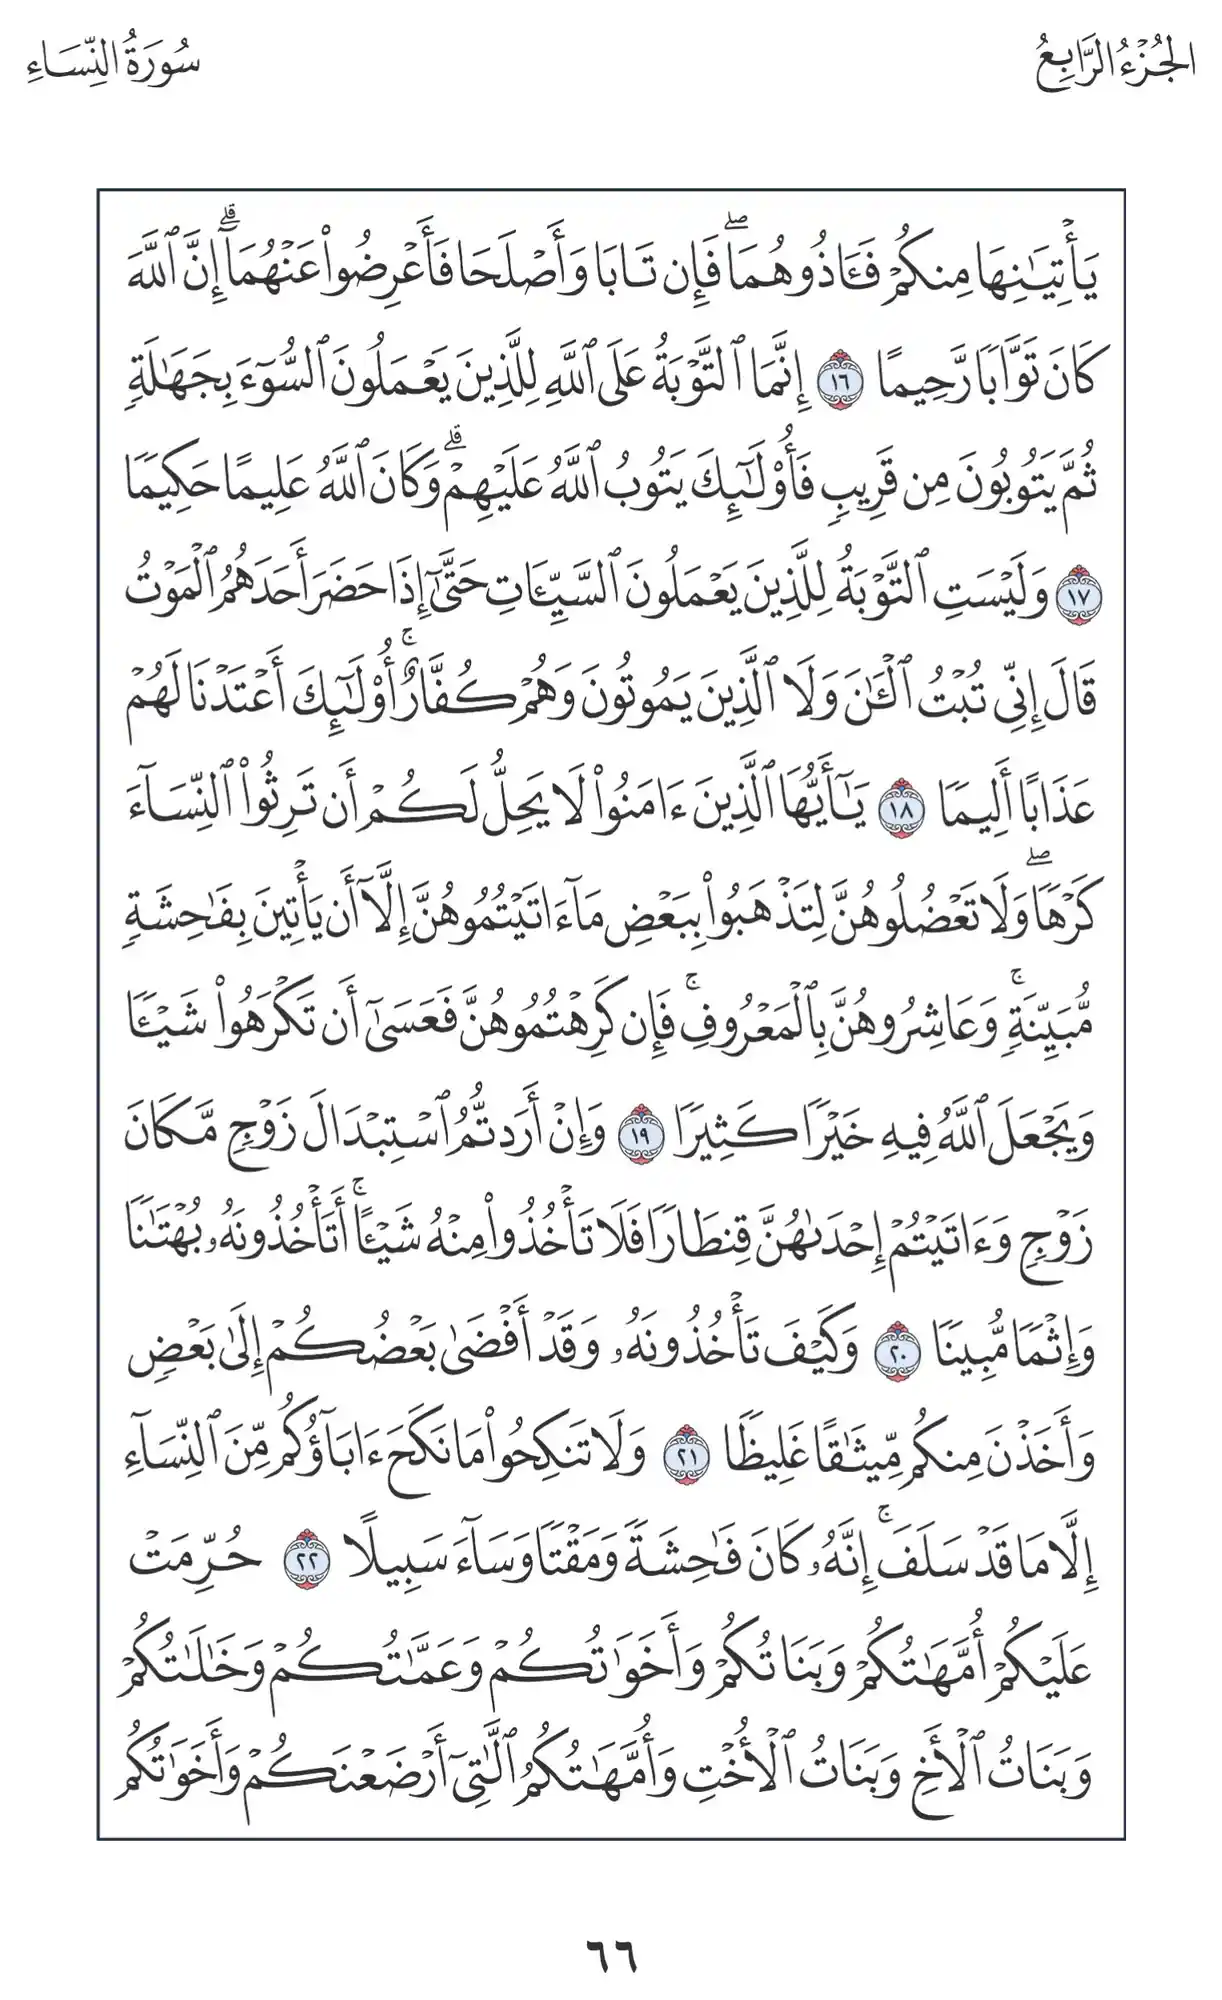 الجُزْءُ الرَّابِعُ
سُورَةُ النِّسَاءِ
يَأْتِيَٰنِهَا مِنكُمْ فَـَٔاذُوهُمَاۖ فَإِن تَابَا وَأَصْلَحَا فَأَعْرِضُوا۟ عَنْهُمَآۗ إِنَّ ٱللَّهَ
كَانَ تَوَّابًا رَّحِيمًا ١٦ إِنَّمَا ٱلتَّوْبَةُ عَلَى ٱللَّهِ لِلَّذِينَ يَعْمَلُونَ ٱلسُّوٓءَ بِجَهَٰلَةٍ
ثُمَّ يَتُوبُونَ مِن قَرِيبٍ فَأُو۟لَٰٓئِكَ يَتُوبُ ٱللَّهُ عَلَيْهِمْۗ وَكَانَ ٱللَّهُ عَلِيمًا حَكِيمًا
١٧ وَلَيْسَتِ ٱلتَّوْبَةُ لِلَّذِينَ يَعْمَلُونَ ٱلسَّيِّـَٔاتِ حَتَّىٰٓ إِذَا حَضَرَ أَحَدَهُمُ ٱلْمَوْتُ
قَالَ إِنِّى تُبْتُ ٱلْـَٰٔنَ وَلَا ٱلَّذِينَ يَمُوتُونَ وَهُمْ كُفَّارٌۚ أُو۟لَٰٓئِكَ أَعْتَدْنَا لَهُمْ
عَذَابًا أَلِيمًا ١٨ يَٰٓأَيُّهَا ٱلَّذِينَ ءَامَنُوا۟ لَا يَحِلُّ لَكُمْ أَن تَرِثُوا۟ ٱلنِّسَآءَ
كَرْهًاۖ وَلَا تَعْضُلُوهُنَّ لِتَذْهَبُوا۟ بِبَعْضِ مَآ ءَاتَيْتُمُوهُنَّ إِلَّآ أَن يَأْتِينَ بِفَٰحِشَةٍ
مُّبَيِّنَةٍۚ وَعَاشِرُوهُنَّ بِٱلْمَعْرُوفِۚ فَإِن كَرِهْتُمُوهُنَّ فَعَسَىٰٓ أَن تَكْرَهُوا۟ شَيْـًٔا
وَيَجْعَلَ ٱللَّهُ فِيهِ خَيْرًا كَثِيرًا ١٩ وَإِنْ أَرَدتُّمُ ٱسْتِبْدَالَ زَوْجٍ مَّكَانَ
زَوْجٍ وَءَاتَيْتُمْ إِحْدَىٰهُنَّ قِنطَارًا فَلَا تَأْخُذُوا۟ مِنْهُ شَيْـًٔاۚ أَتَأْخُذُونَهُۥ بُهْتَٰنًا
وَإِثْمًا مُّبِينًا ٢٠ وَكَيْفَ تَأْخُذُونَهُۥ وَقَدْ أَفْضَىٰ بَعْضُكُمْ إِلَىٰ بَعْضٍ
وَأَخَذْنَ مِنكُم مِّيثَٰقًا غَلِيظًا ٢١ وَلَا تَنكِحُوا۟ مَا نَكَحَ ءَابَآؤُكُم مِّنَ ٱلنِّسَآءِ
إِلَّا مَا قَدْ سَلَفَۚ إِنَّهُۥ كَانَ فَٰحِشَةً وَمَقْتًا وَسَآءَ سَبِيلًا ٢٢ حُرِّمَتْ
عَلَيْكُمْ أُمَّهَٰتُكُمْ وَبَنَاتُكُمْ وَأَخَوَٰتُكُمْ وَعَمَّٰتُكُمْ وَخَٰلَٰتُكُمْ
وَبَنَاتُ ٱلْأَخِ وَبَنَاتُ ٱلْأُخْتِ وَأُمَّهَٰتُكُمُ ٱلَّٰتِىٓ أَرْضَعْنَكُمْ وَأَخَوَٰتُكُم
٦٦